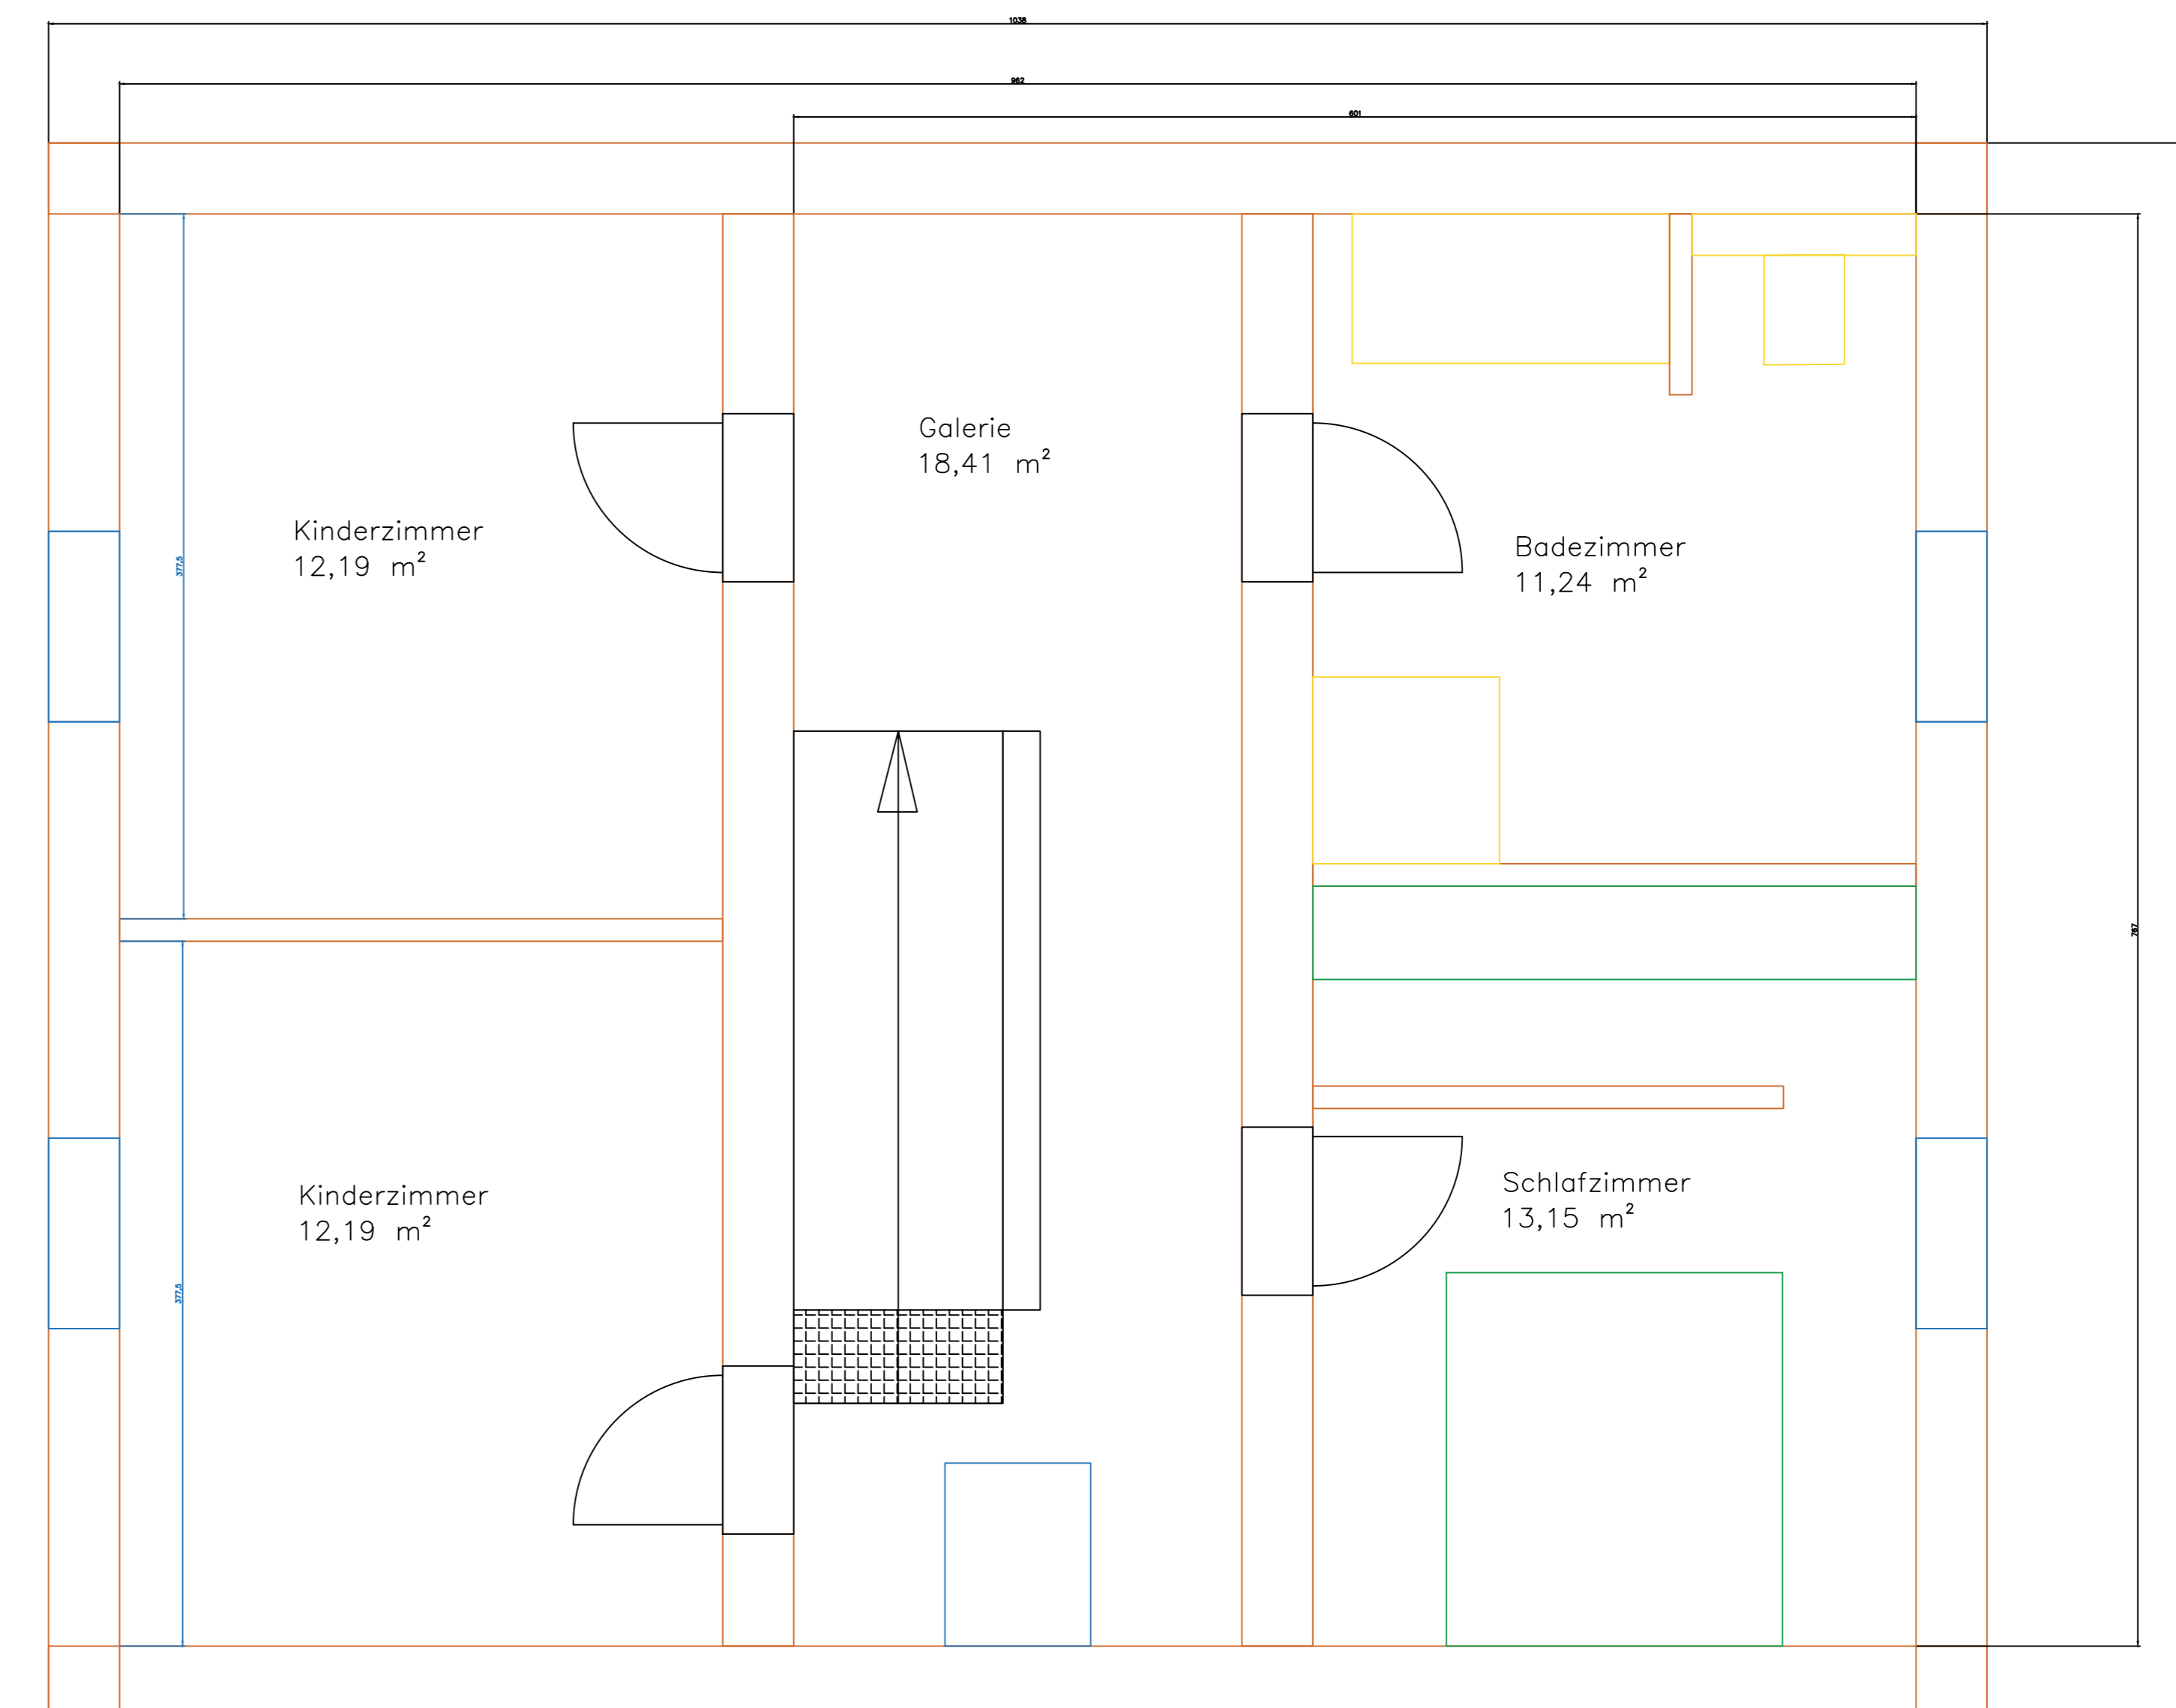 1038
962
601
Galerie
18,41 m²
Kinderzimmer
12,19 m²
Badezimmer
11,24 m²
377,5
767
Schlafzimmer
13,15 m²
Kinderzimmer
12,19 m²
377,5